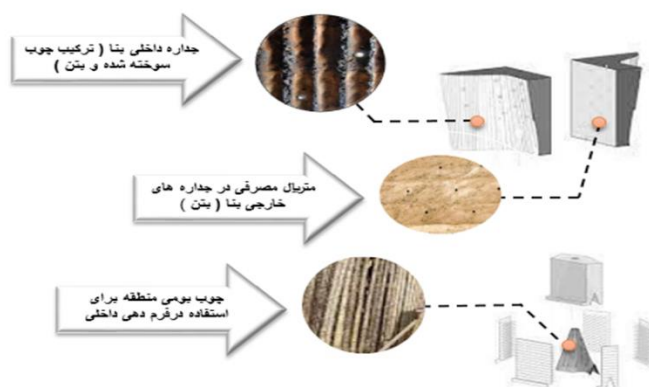 جداره داخلی بنا ( ترکیب چوب
سوخته شده و بتن )
متریال مصرفی در جداره های
خارجی بنا ( بتن )
چوب بومی منطقه برای
استفاده درفرم دهی داخلی